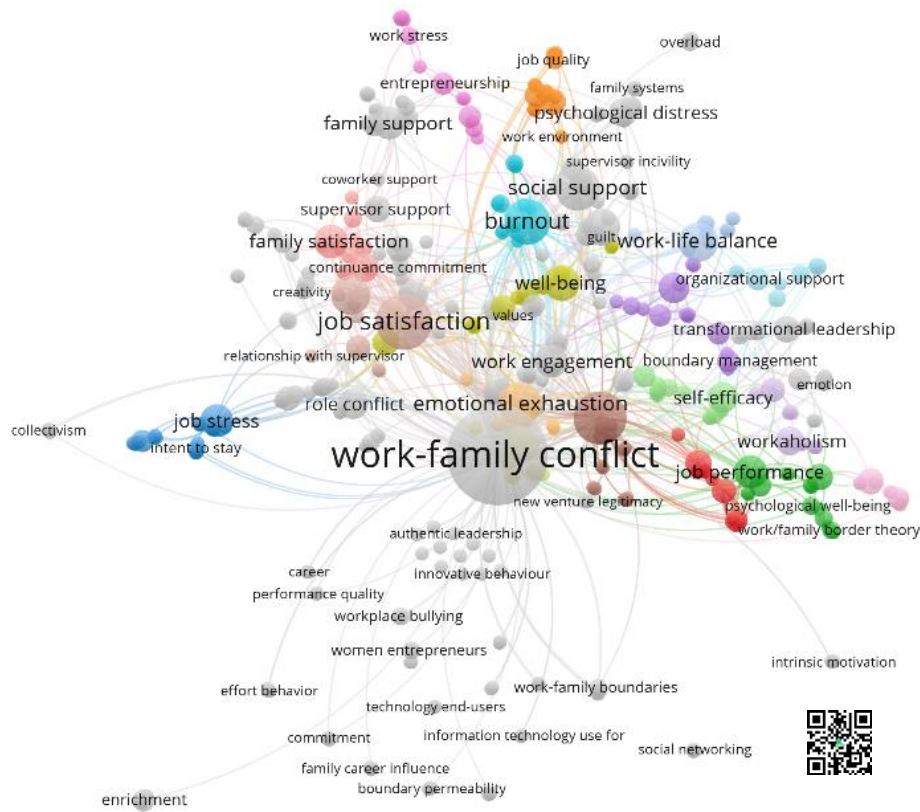 work stress
overload
job quality
entrepreneurship
family systems
psychological distress
family support
work environment
supervisor incivility
coworker support
social support
supervisor support
burnout
guilt
family satisfaction
work-life balance
continuance commitment
well-being
organizational support
creativity
values
job satisfaction
transformational leadership
relationship with supervisor
work engagement
boundary management
emotion
role conflict
emotional exhaustion
self-efficacy
job stress
collectivism
intent to stay
workaholism
work-family conflict
job performance
new venture legitimacy
psychological well-being
work/family border theory
authentic leadership
career
innovative behaviour
performance quality
workplace bullying
women entrepreneurs
intrinsic motivation
effort behavior
work-family boundaries
technology end-users
commitment
information technology use for
social networking
family career influence
boundary permeability
enrichment